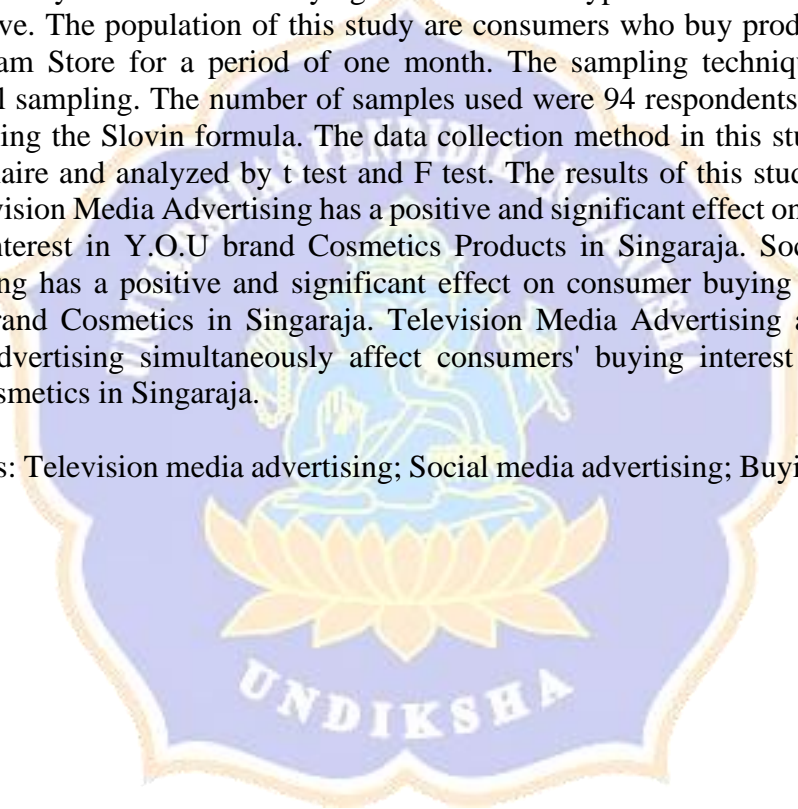 ve. The population of this study are consumers who buy prod
am Store for a period of one month. The sampling techniq
l sampling. The number of samples used were 94 respondents
ing the Slovin formula. The data collection method in this stu
aire and analyzed by t test and F test. The results of this stud
vision Media Advertising has a positive and significant effect on
nterest in Y.O.U brand Cosmetics Products in Singaraja. Soc
ng has a positive and significant effect on consumer buying
rand Cosmetics in Singaraja. Television Media Advertising a
dvertising simultaneously affect consumers' buying interest
smetics in Singaraja.
s: Television media advertising; Social media advertising; Buyi
UNIVERSITAS PENDIDIKAN GANESHA
UNDIKSHA